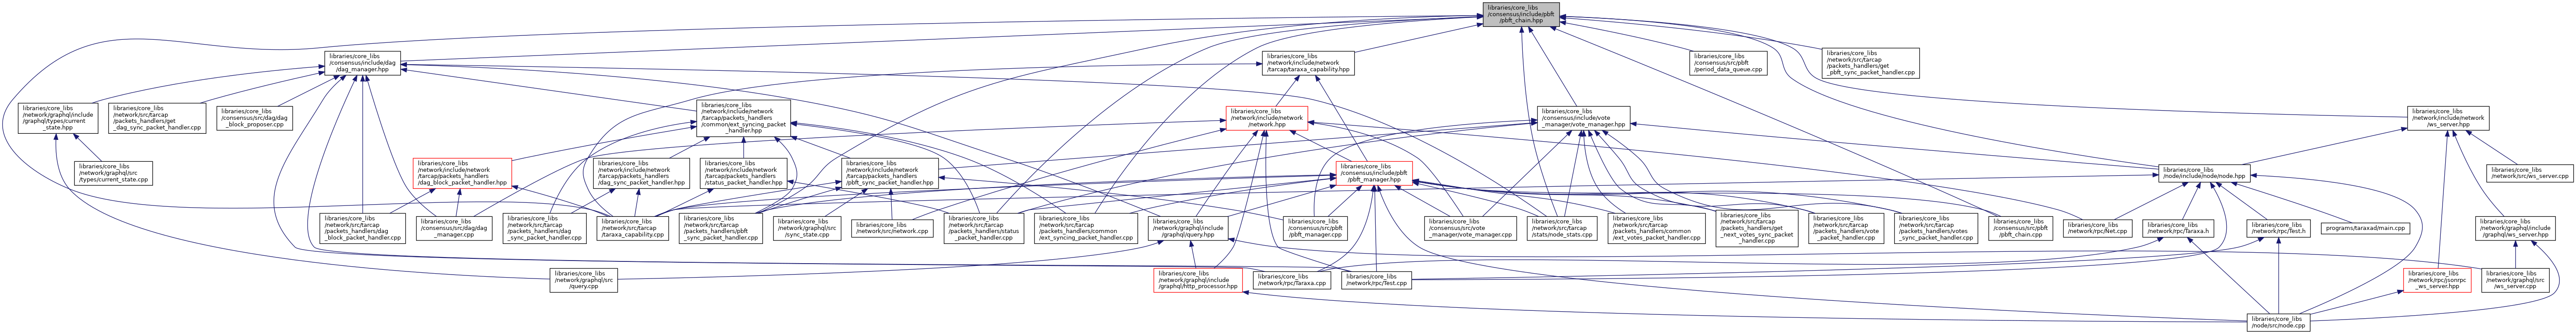 libraries/core_libs
/consensus/include/pbft
/pbft_chain.hpp
libraries/core_libs
/consensus/include/dag
/dag_manager.hpp
libraries/core_libs
/network/include/network
/tarcap/taraxa_capability.hpp
libraries/core_libs
/consensus/src/pbft
/period_data_queue.cpp
libraries/core_libs
/network/src/tarcap
/packets_handlers/get
_pbft_sync_packet_handler.cpp
libraries/core_libs
/network/graphql/include
/graphql/types/current
_state.hpp
libraries/core_libs
/network/src/tarcap
/packets_handlers/get
_dag_sync_packet_handler.cpp
libraries/core_libs
/consensus/src/dag/dag
_block_proposer.cpp
libraries/core_libs
/network/include/network
/tarcap/packets_handlers
/common/ext_syncing_packet
_handler.hpp
libraries/core_libs
/network/include/network
/network.hpp
libraries/core_libs
/consensus/include/vote
_manager/vote_manager.hpp
libraries/core_libs
/network/include/network
/ws_server.hpp
libraries/core_libs
/network/graphql/src
/types/current_state.cpp
libraries/core_libs
/network/include/network
/tarcap/packets_handlers
/dag_block_packet_handler.hpp
libraries/core_libs
/network/include/network
/tarcap/packets_handlers
/dag_sync_packet_handler.hpp
libraries/core_libs
/network/include/network
/tarcap/packets_handlers
/status_packet_handler.hpp
libraries/core_libs
/network/include/network
/tarcap/packets_handlers
/pbft_sync_packet_handler.hpp
libraries/core_libs
/consensus/include/pbft
/pbft_manager.hpp
libraries/core_libs
/node/include/node/node.hpp
libraries/core_libs
/network/src/ws_server.cpp
libraries/core_libs
/network/src/tarcap
/packets_handlers/dag
_block_packet_handler.cpp
libraries/core_libs
/consensus/src/dag/dag
_manager.cpp
libraries/core_libs
/network/src/tarcap
/packets_handlers/dag
_sync_packet_handler.cpp
libraries/core_libs
/network/src/tarcap
/taraxa_capability.cpp
libraries/core_libs
/network/src/tarcap
/packets_handlers/pbft
_sync_packet_handler.cpp
libraries/core_libs
/network/graphql/src
/sync_state.cpp
libraries/core_libs
/network/src/network.cpp
libraries/core_libs
/network/src/tarcap
/packets_handlers/status
_packet_handler.cpp
libraries/core_libs
/network/src/tarcap
/packets_handlers/common
/ext_syncing_packet_handler.cpp
libraries/core_libs
/network/graphql/include
/graphql/query.hpp
libraries/core_libs
/consensus/src/pbft
/pbft_manager.cpp
libraries/core_libs
/consensus/src/vote
_manager/vote_manager.cpp
libraries/core_libs
/network/src/tarcap
/stats/node_stats.cpp
libraries/core_libs
/network/src/tarcap
/packets_handlers/common
/ext_votes_packet_handler.cpp
libraries/core_libs
/network/src/tarcap
/packets_handlers/get
_next_votes_sync_packet
_handler.cpp
libraries/core_libs
/network/src/tarcap
/packets_handlers/vote
_packet_handler.cpp
libraries/core_libs
/network/src/tarcap
/packets_handlers/votes
_sync_packet_handler.cpp
libraries/core_libs
/consensus/src/pbft
/pbft_chain.cpp
libraries/core_libs
/network/rpc/Net.cpp
libraries/core_libs
/network/rpc/Taraxa.h
libraries/core_libs
/network/rpc/Test.h
programs/taraxad/main.cpp
libraries/core_libs
/network/graphql/include
/graphql/ws_server.hpp
libraries/core_libs
/network/graphql/src
/query.cpp
libraries/core_libs
/network/graphql/include
/graphql/http_processor.hpp
libraries/core_libs
/network/rpc/Taraxa.cpp
libraries/core_libs
/network/rpc/Test.cpp
libraries/core_libs
/network/rpc/jsonrpc
_ws_server.hpp
libraries/core_libs
/network/graphql/src
/ws_server.cpp
libraries/core_libs
/node/src/node.cpp